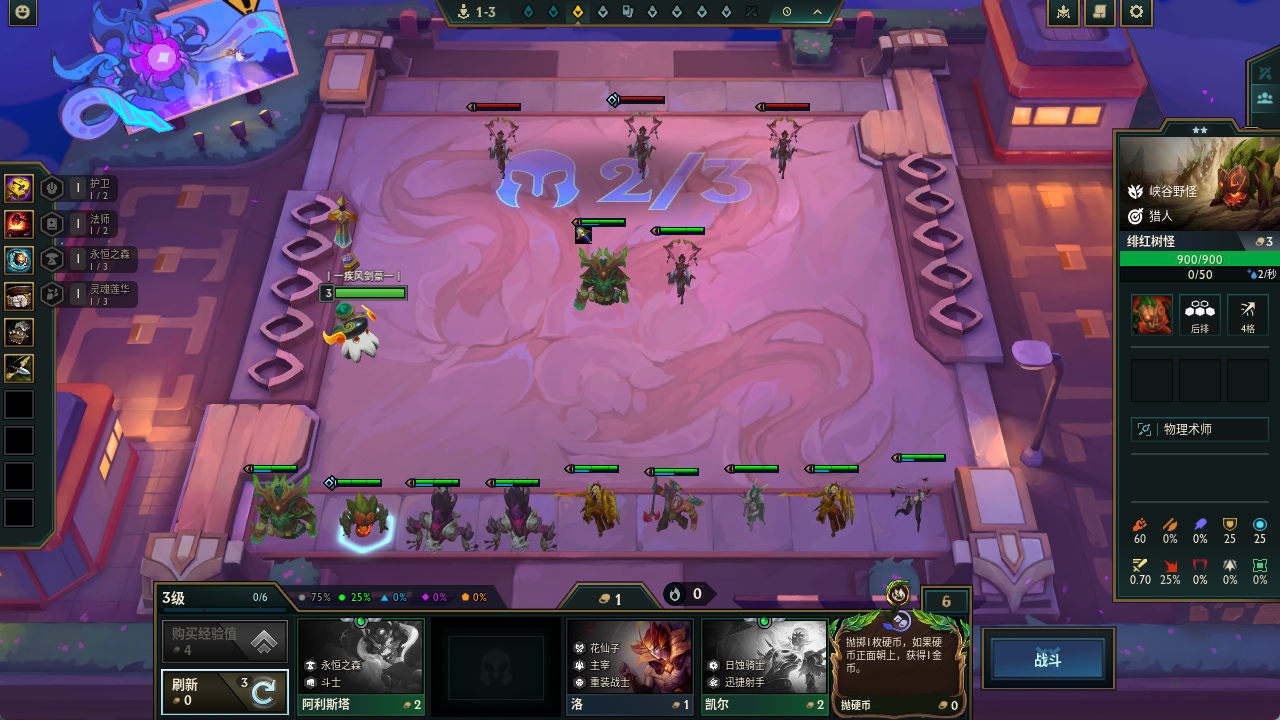 1-3
护卫
1 / 2
法师
1 / 2
永恒之森
1 / 3
灵魂莲华
1 / 3
2/3
丨一疾风剑豪一丨
3
峡谷野怪
猎人
绯红树怪
3
900/900
0/50
2/秒
后排
4格
物理术师
60
0%
0%
25
25
0.70
25%
0%
0%
0%
3级
0/6
75%
25%
0%
0%
0%
1
0
6
购买经验值
4
刷新
0
3
永恒之森
斗士
阿利斯塔
2
花仙子
主宰
重装战士
洛
1
日蚀骑士
迅捷射手
凯尔
2
抛掷1枚硬币，如果硬
币正面朝上，获得1金
币。
抛硬币
0
战斗